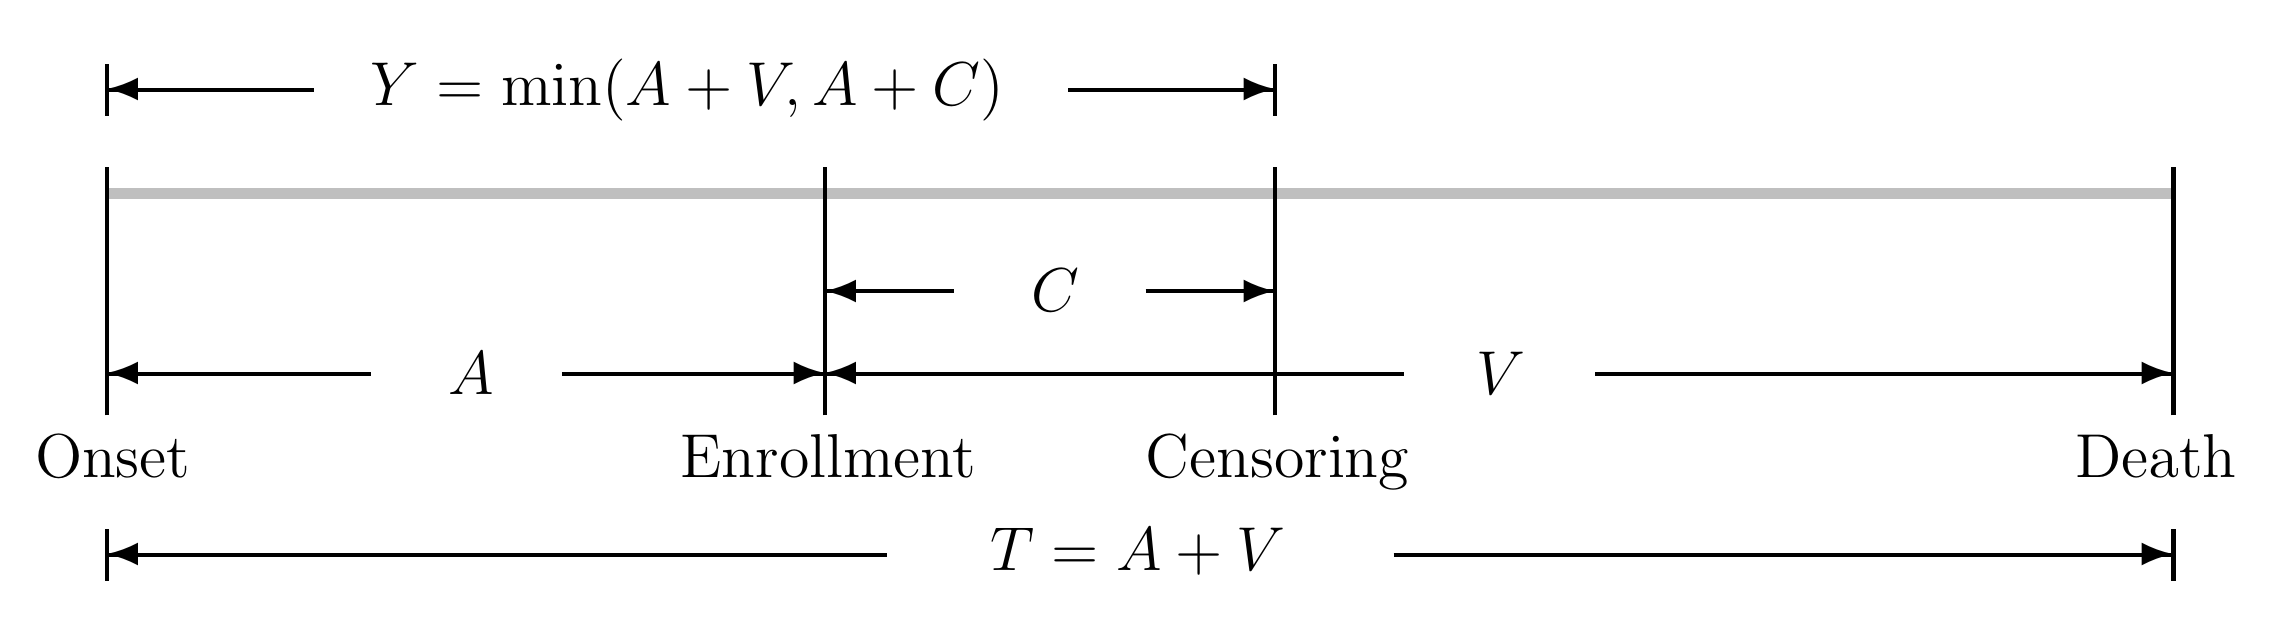 Y = min(A + V, A + C)
C
A V
Onset Enrollment Censoring Death
T = A + V